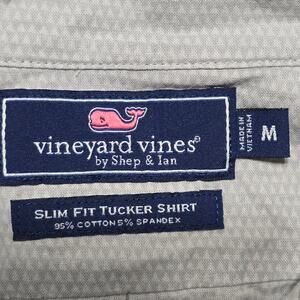 vineyard vines®
by Shep & Ian
MADE IN
VIETNAM
M
SLIM FIT TUCKER SHIRT
95% COTTON 5% SPANDEX